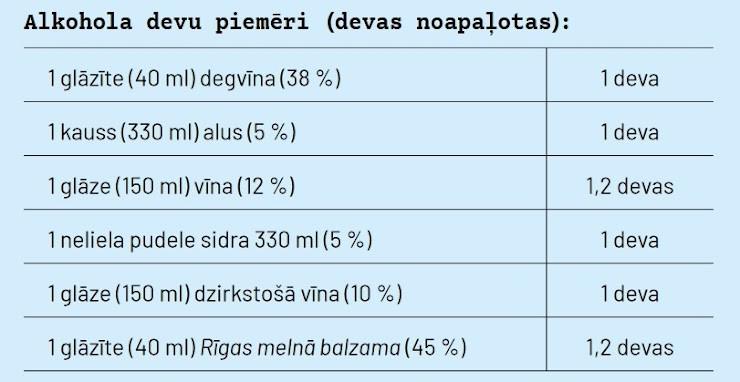 Alkohola devu piemēri (devas noapaļotas):
1 glāzīte (40 ml) degvīna (38 %) 1 deva
1 kauss (330 ml) alus (5 %) 1 deva
1 glāze (150 ml) vīna (12 %) 1,2 devas
1 neliela pudele sidra 330 ml (5 %) 1 deva
1 glāze (150 ml) dzirkstošā vīna (10 %) 1 deva
1 glāzīte (40 ml) Rīgas melnā balzama (45 %) 1,2 devas